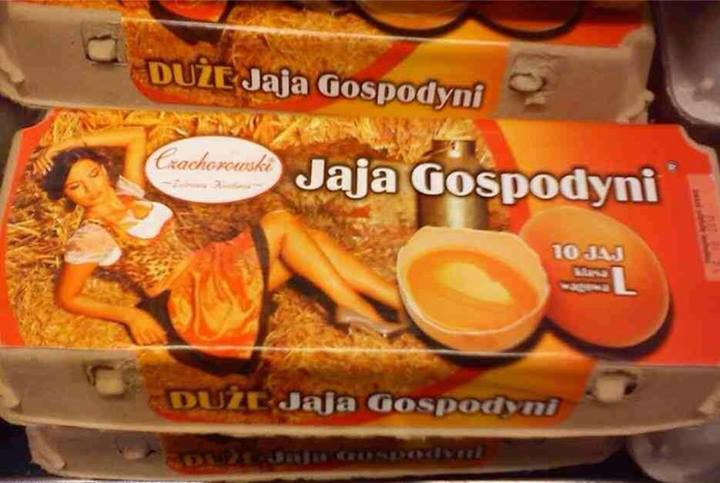 DUŻE Jaja Gospodyni
Czachorowski®
Jaja Gospodyni®
10 JAJ
klasa
wagowa L
DUŻE Jaja Gospodyni
DUŻE Jaja Gospodyni